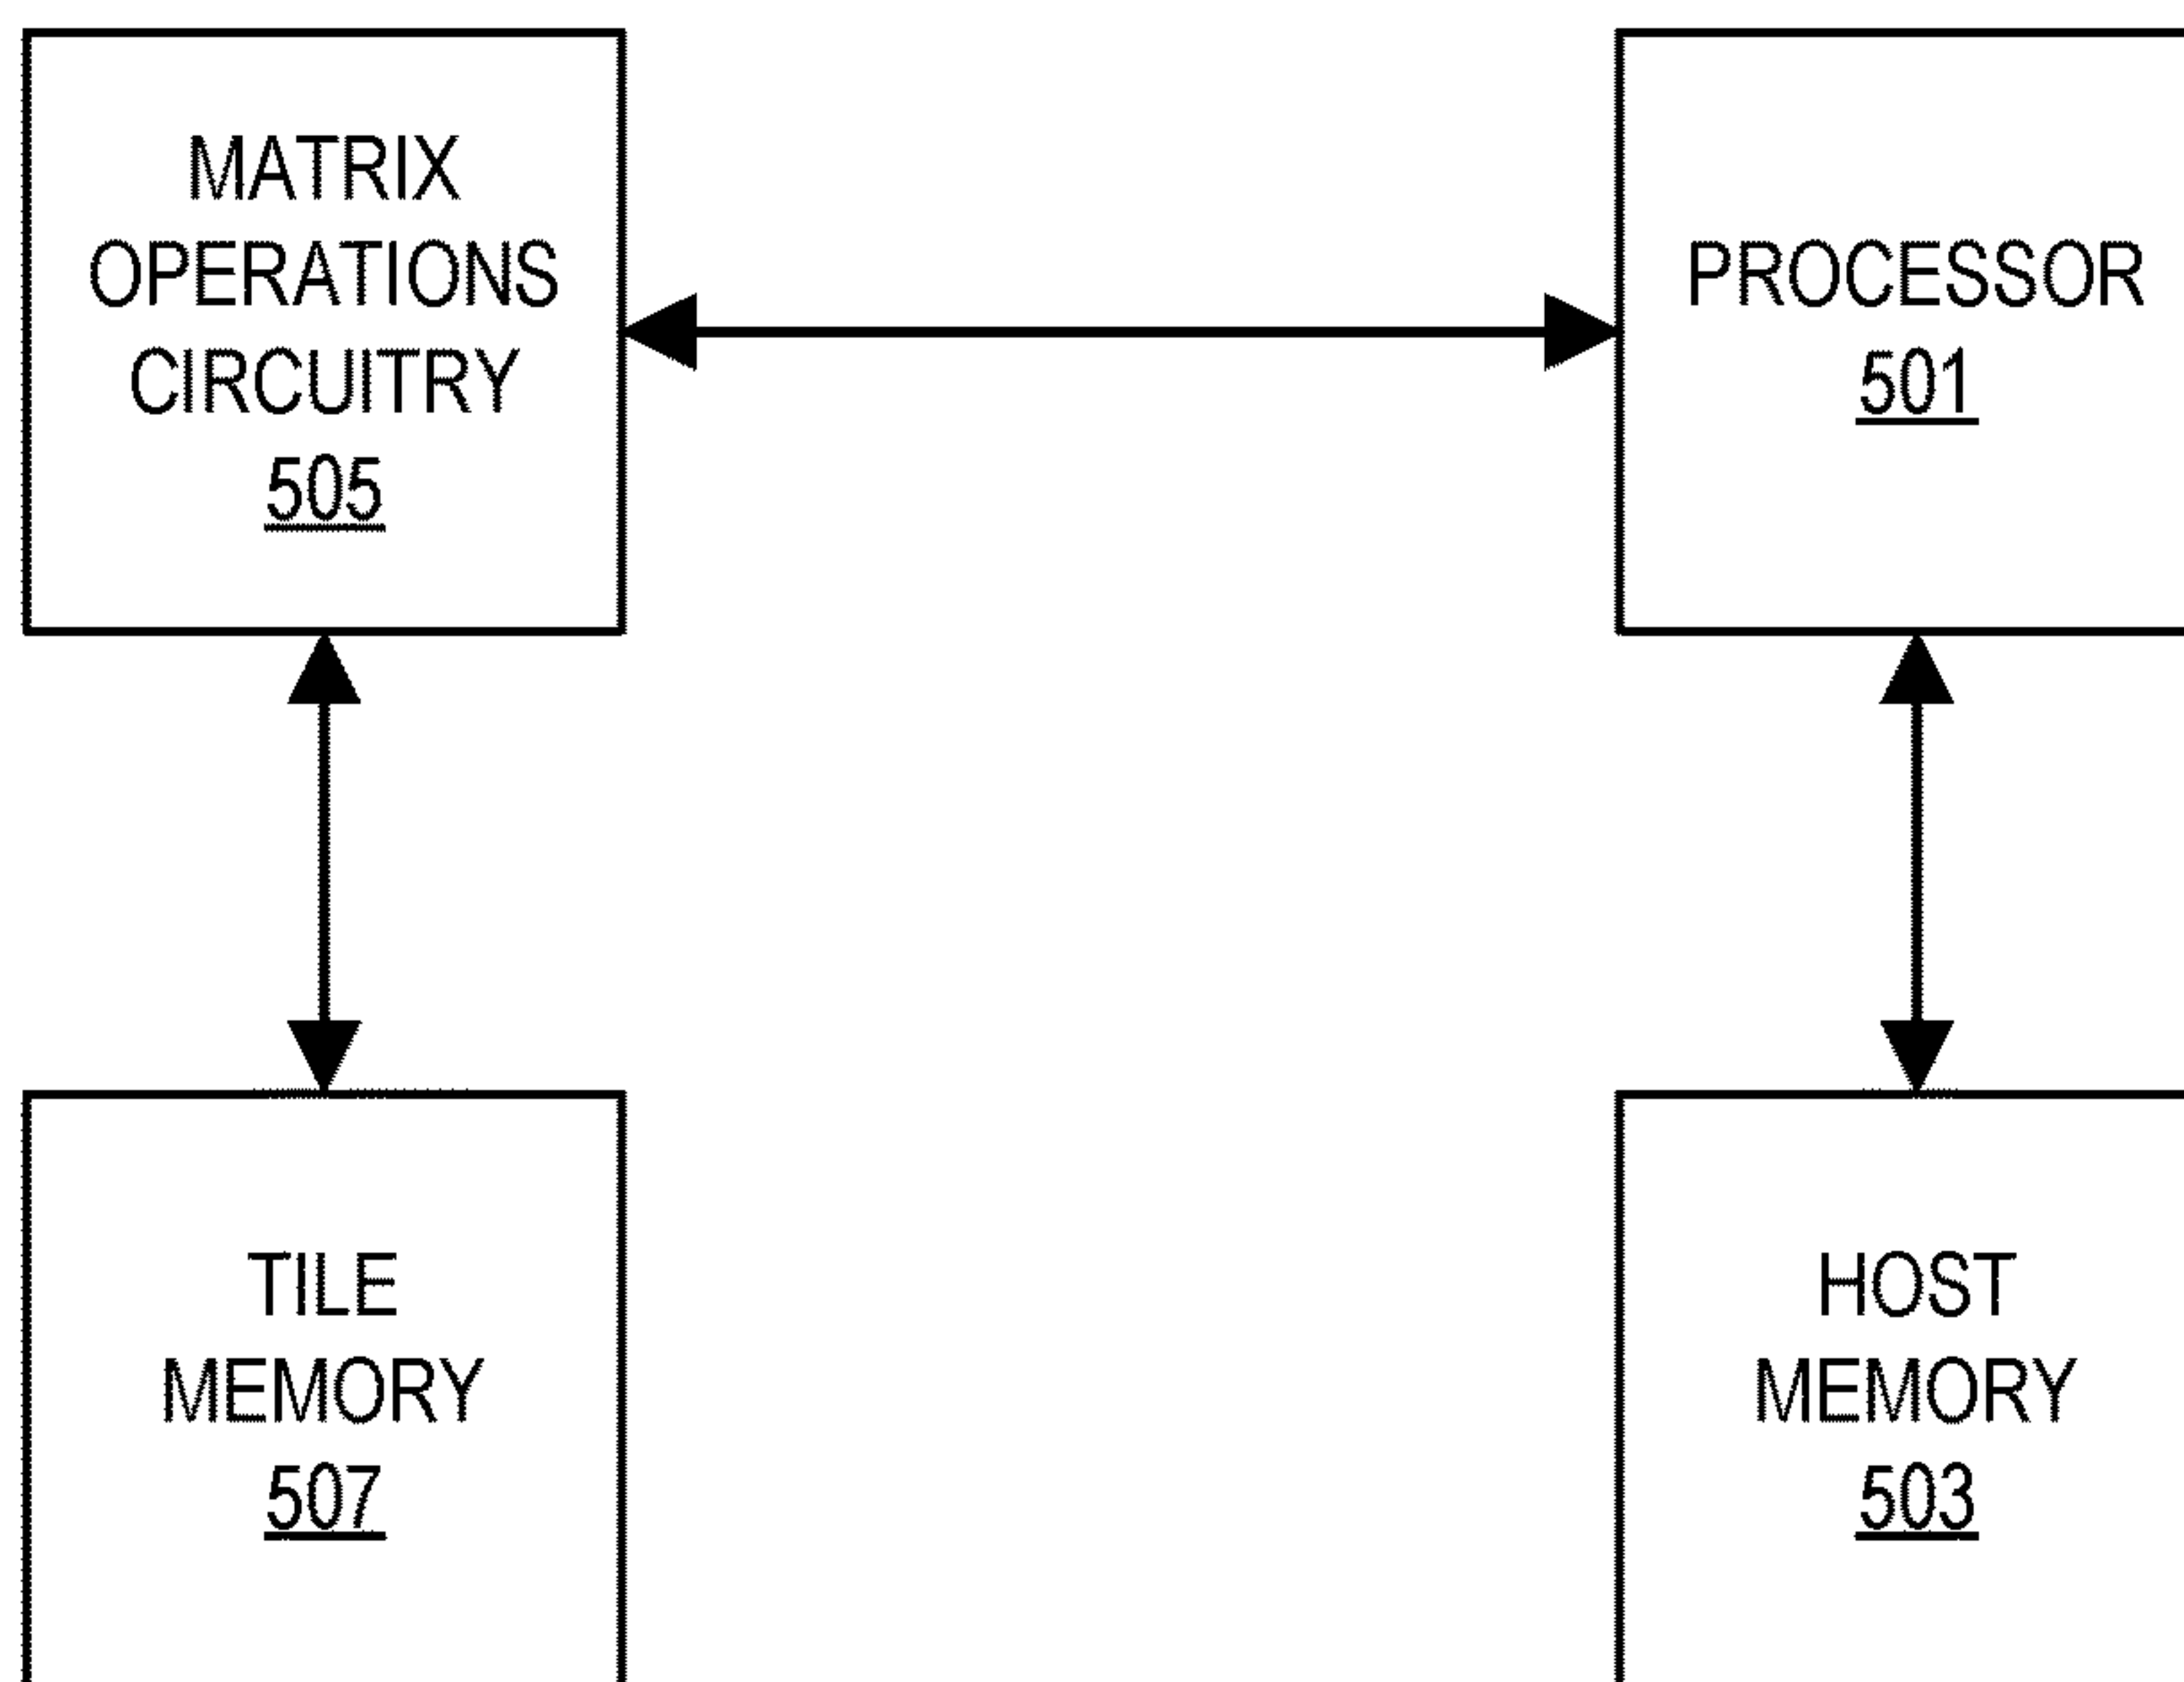 MATRIX
OPERATIONS
CIRCUITRY
505
PROCESSOR
501
TILE
MEMORY
507
HOST
MEMORY
503